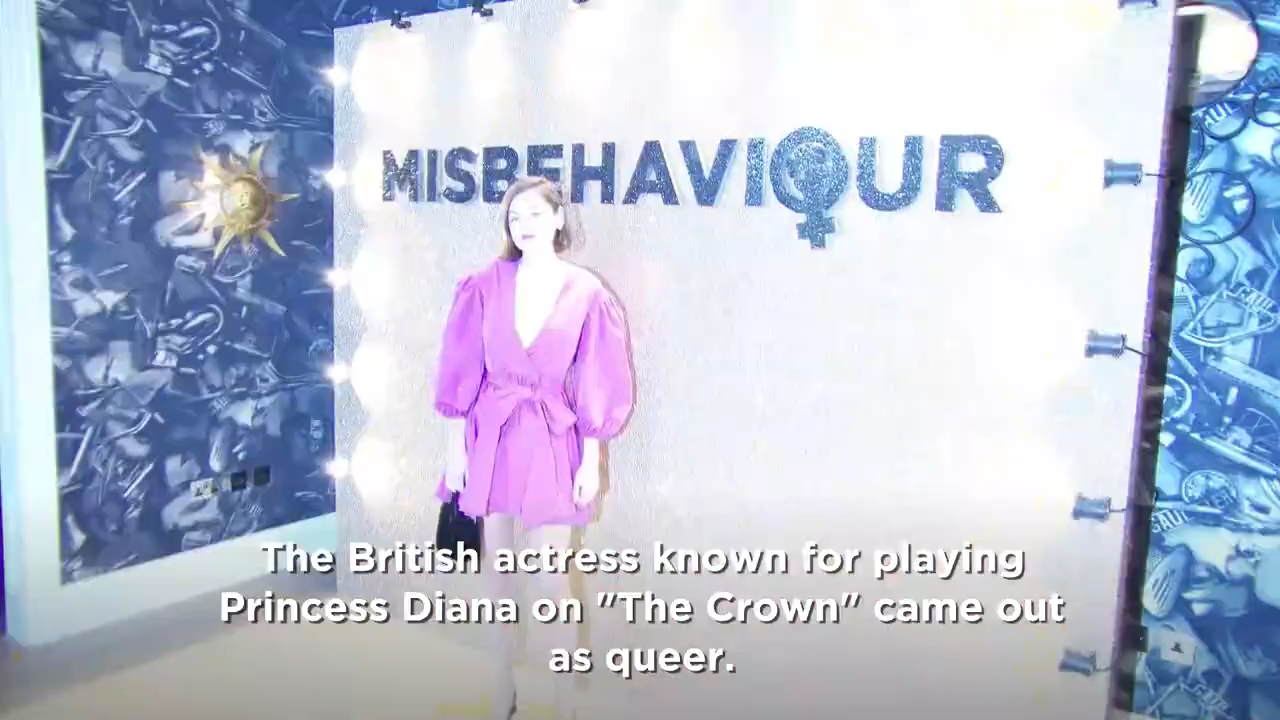 MISBEHAVIOUR
The British actress known for playing
Princess Diana on "The Crown" came out
as queer.